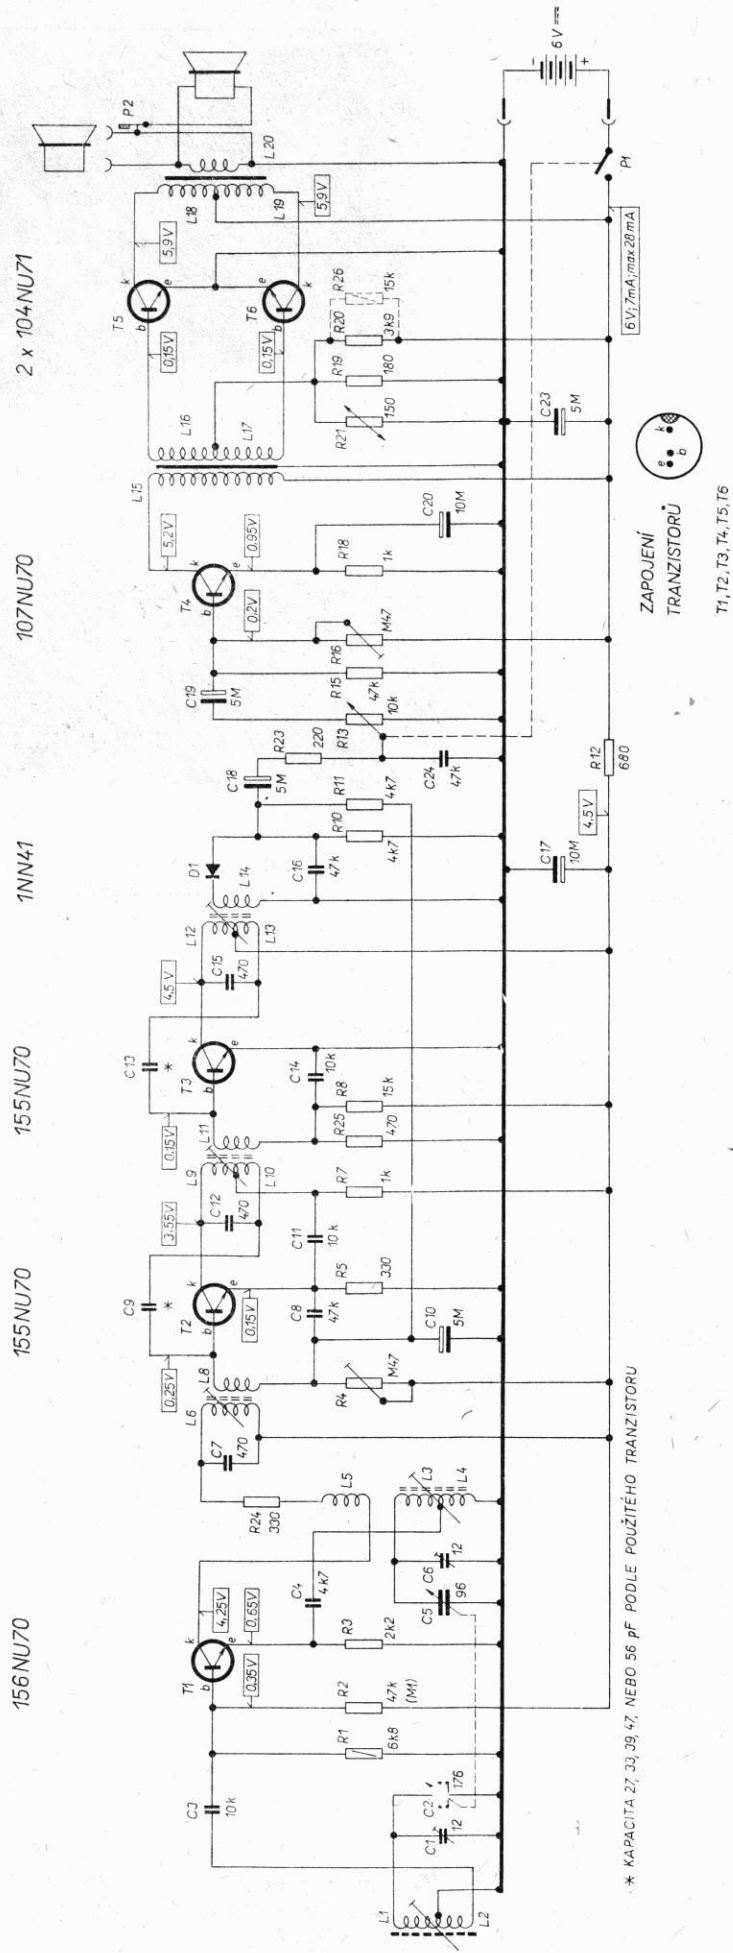 156NU70
155NU70
155NU70
1NN41
107NU70
2 x 104NU71
L1
L2
C1
12
C2
176
C3
10k
R1
6k8
R2
47k
(M1)
T1
b
k
e
0,35V
0,65V
4,25V
R3
2k2
C4
4k7
C5
96
C6
12
L3
L4
L5
R24
330
C7
470
L6
L8
R4
M47
0,25V
C9
*
T2
b
k
e
0,15V
C8
47k
C10
5M
R5
330
C11
10k
3,55V
C12
470
L9
L10
R7
1k
L11
0,15V
R25
470
R8
15k
C13
*
T3
b
k
e
C14
10k
4,5V
C15
470
L12
L13
L14
D1
C16
47k
R10
4k7
R11
4k7
C17
10M
4,5V
R12
680
C18
5M
R23
220
C24
47k
R13
10k
C19
5M
R15
47k
R16
M47
T4
b
k
e
0,2V
0,95V
5,2V
R18
1k
C20
10M
L15
L16
L17
R21
150
R19
180
R20
3k9
R26
15k
C23
5M
T5
b
k
e
0,15V
5,9V
T6
b
e
k
0,15V
5,9V
L18
L19
L20
P2
P1
6V; 7mA; max 28mA
6V
-
+
ZAPOJENÍ
TRANZISTORŮ
e
b
k
T1, T2, T3, T4, T5, T6
* KAPACITA 27, 33, 39, 47, NEBO 56 pF PODLE POUŽITÉHO TRANZISTORU